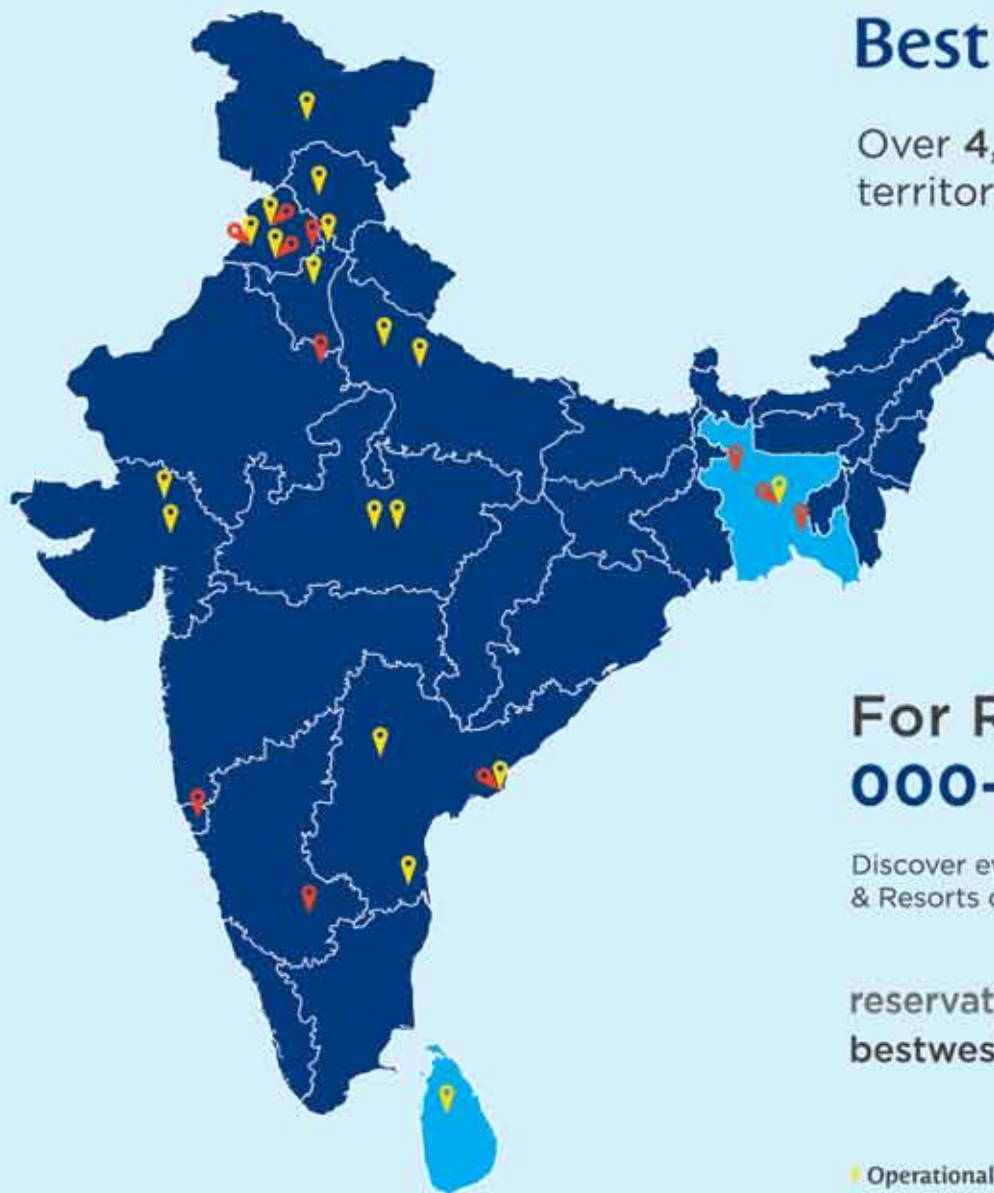 Best
Over 4,
territor
For R
000-
Discover ev
& Resorts
reservat
bestwes
Operational